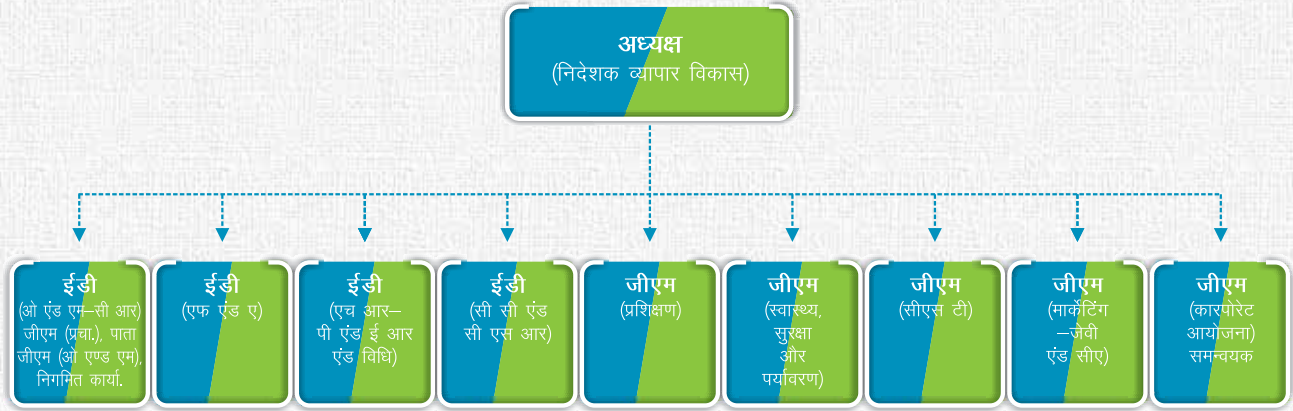 अध्यक्ष
(निदेशक व्यापार विकास)
ईडी
(ओ एंड एम–सी आर)
जीएम (प्रचा.), पाता
जीएम (ओ एण्ड एम),
निगमित कार्या.
ईडी
(एफ एंड ए)
ईडी
(एच आर–
पी एंड ई आर
एंड विधि)
ईडी
(सी सी एंड
सी एस आर)
जीएम
(प्रशिक्षण)
जीएम
(स्वास्थ्य,
सुरक्षा
और
पर्यावरण)
जीएम
(सीएस टी)
जीएम
(मार्केटिंग
–जेवी
एंड सीए)
जीएम
(कारपोरेट
आयोजना)
समन्वयक